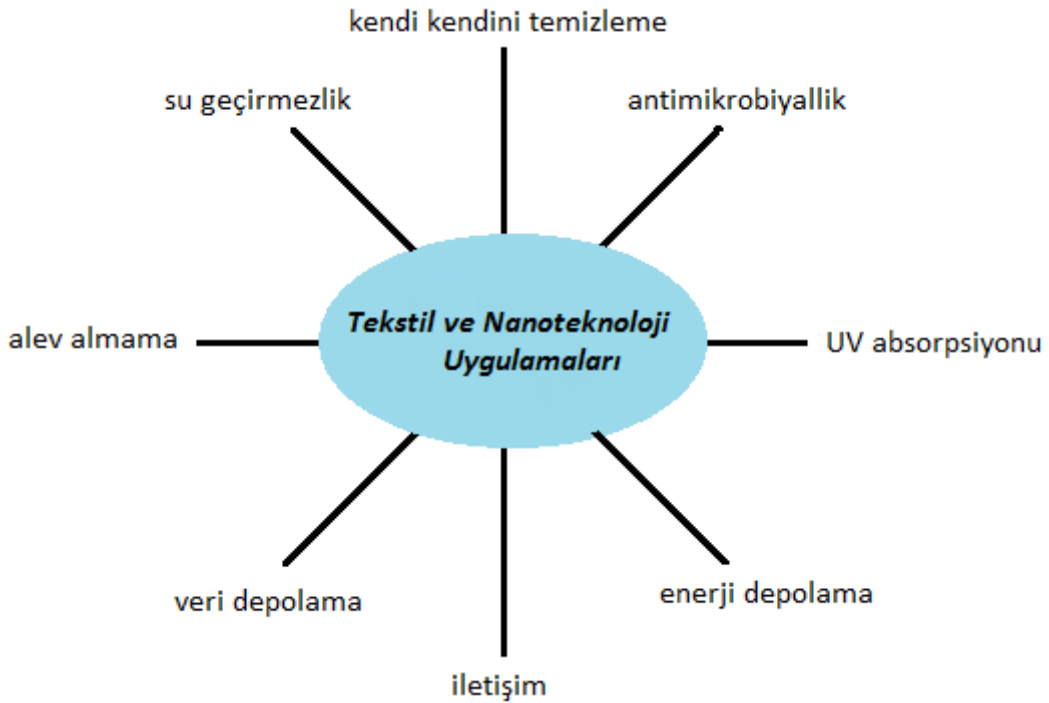 kendi kendini temizleme
su geçirmezlik
antimikrobiyallik
Tekstil ve Nanoteknoloji
Uygulamaları
alev almama
UV absorpsiyonu
veri depolama
enerji depolama
iletişim